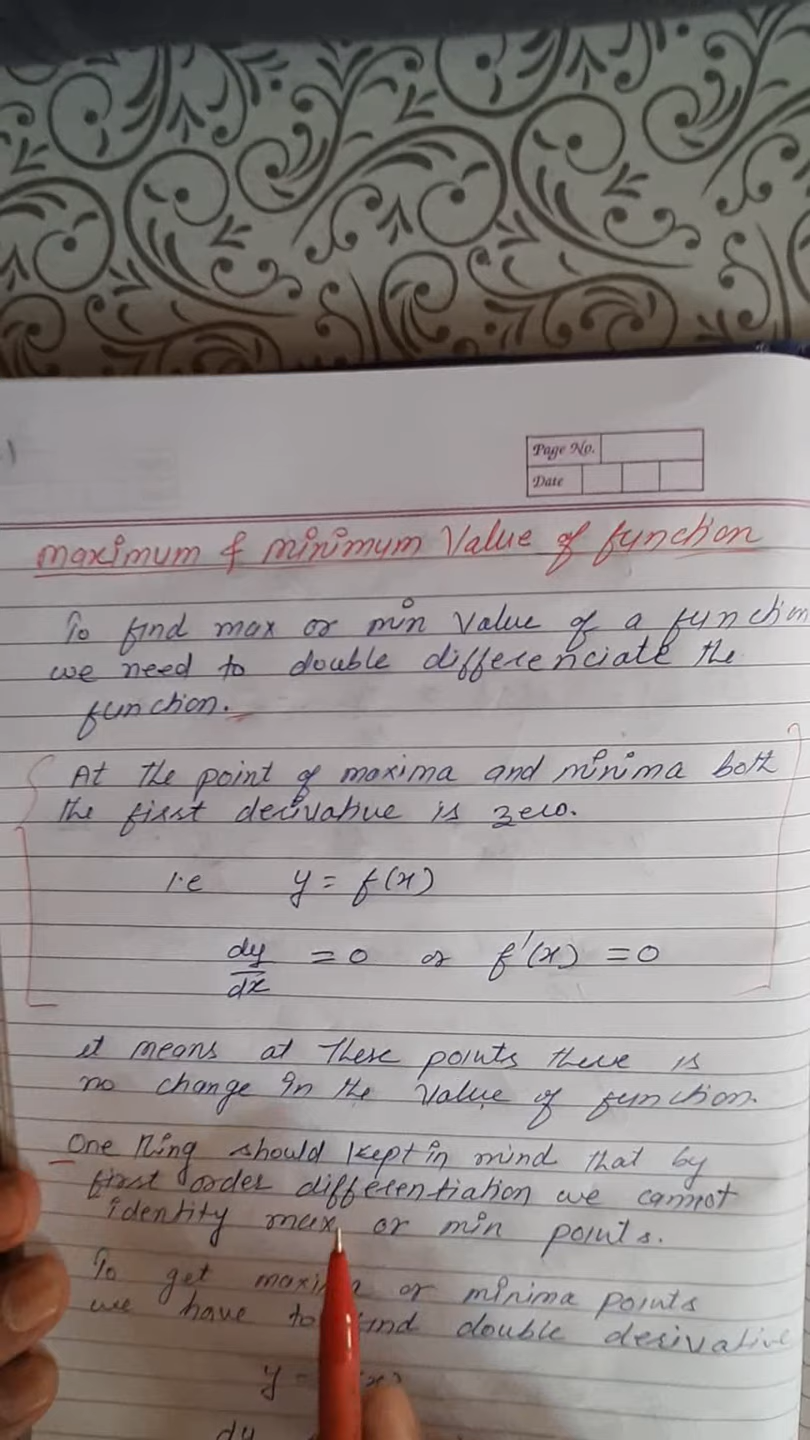 Page No.
Date
Maximum & Minimum Value of function
To find max or min value of a function
we need to double differenciate the
function.
At the point of maxima and minima both
the first derivative is zero.
i.e y = f(x)
dy/dx = 0 or f'(x) = 0
it means at these points there is
no change in the value of function.
One thing should kept in mind that by
first order differentiation we cannot
identity max or min points.
To get maxima or minima points
we have to find double derivative
y =
dy